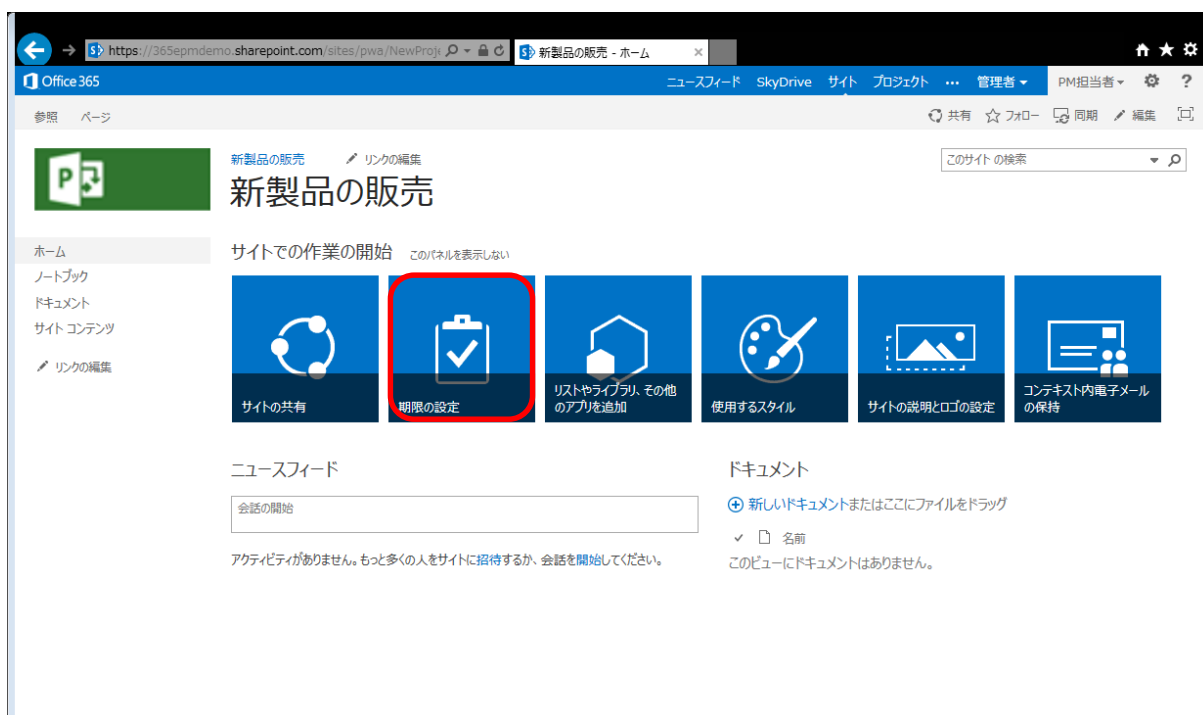 https://365epmdemo.sharepoint.com/sites/pwa/NewProj
新製品の販売 - ホーム
Office 365
ニュースフィード SkyDrive サイト プロジェクト ... 管理者 PM担当者 ?
参照 ページ
共有 フォロー 同期 編集
P
新製品の販売 リンクの編集
このサイト の検索
新製品の販売
ホーム
ノートブック
ドキュメント
サイト コンテンツ
リンクの編集
サイトでの作業の開始 このパネルを表示しない
サイトの共有
期限の設定
リストやライブラリ、その他
のアプリを追加
使用するスタイル
サイトの説明とロゴの設定
コンテキスト内電子メール
の保持
ニュースフィード
会話の開始
アクティビティがありません。もっと多くの人をサイトに招待するか、会話を開始してください。
ドキュメント
新しいドキュメントまたはここにファイルをドラッグ
名前
このビューにドキュメントはありません。